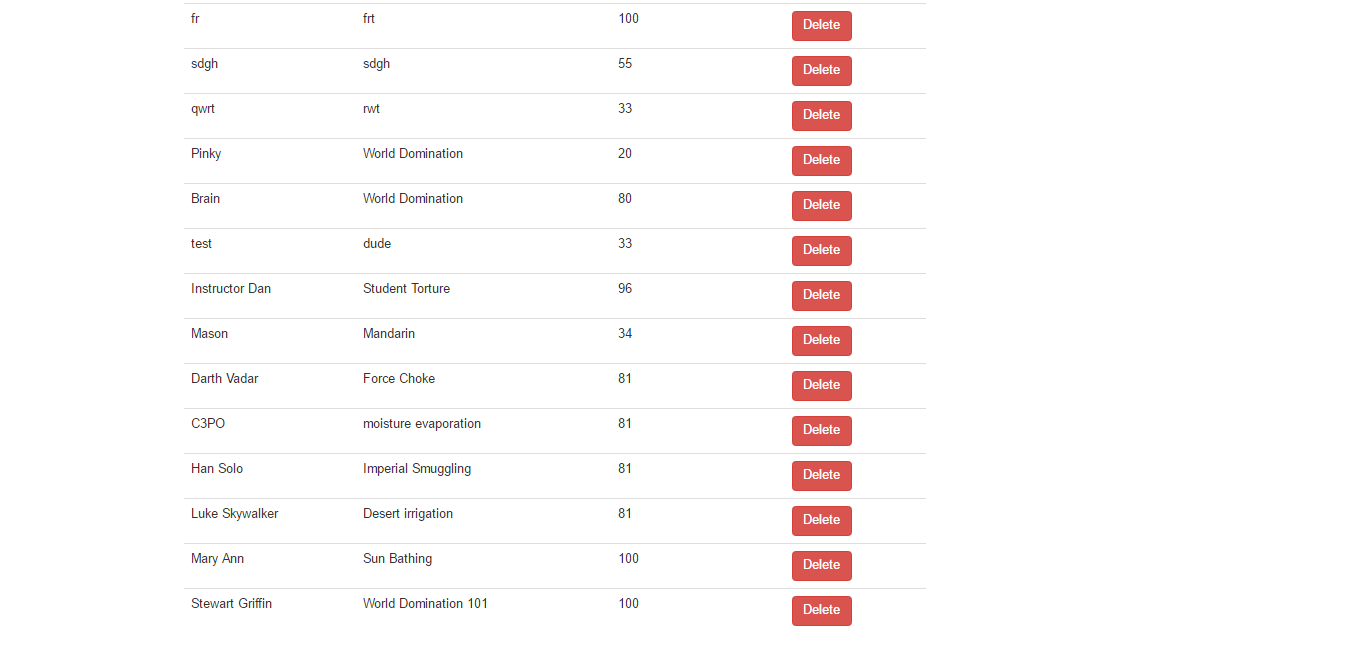 fr frt 100 Delete
sdgh sdgh 55 Delete
qwrt rwt 33 Delete
Pinky World Domination 20 Delete
Brain World Domination 80 Delete
test dude 33 Delete
Instructor Dan Student Torture 96 Delete
Mason Mandarin 34 Delete
Darth Vadar Force Choke 81 Delete
C3PO moisture evaporation 81 Delete
Han Solo Imperial Smuggling 81 Delete
Luke Skywalker Desert irrigation 81 Delete
Mary Ann Sun Bathing 100 Delete
Stewart Griffin World Domination 101 100 Delete